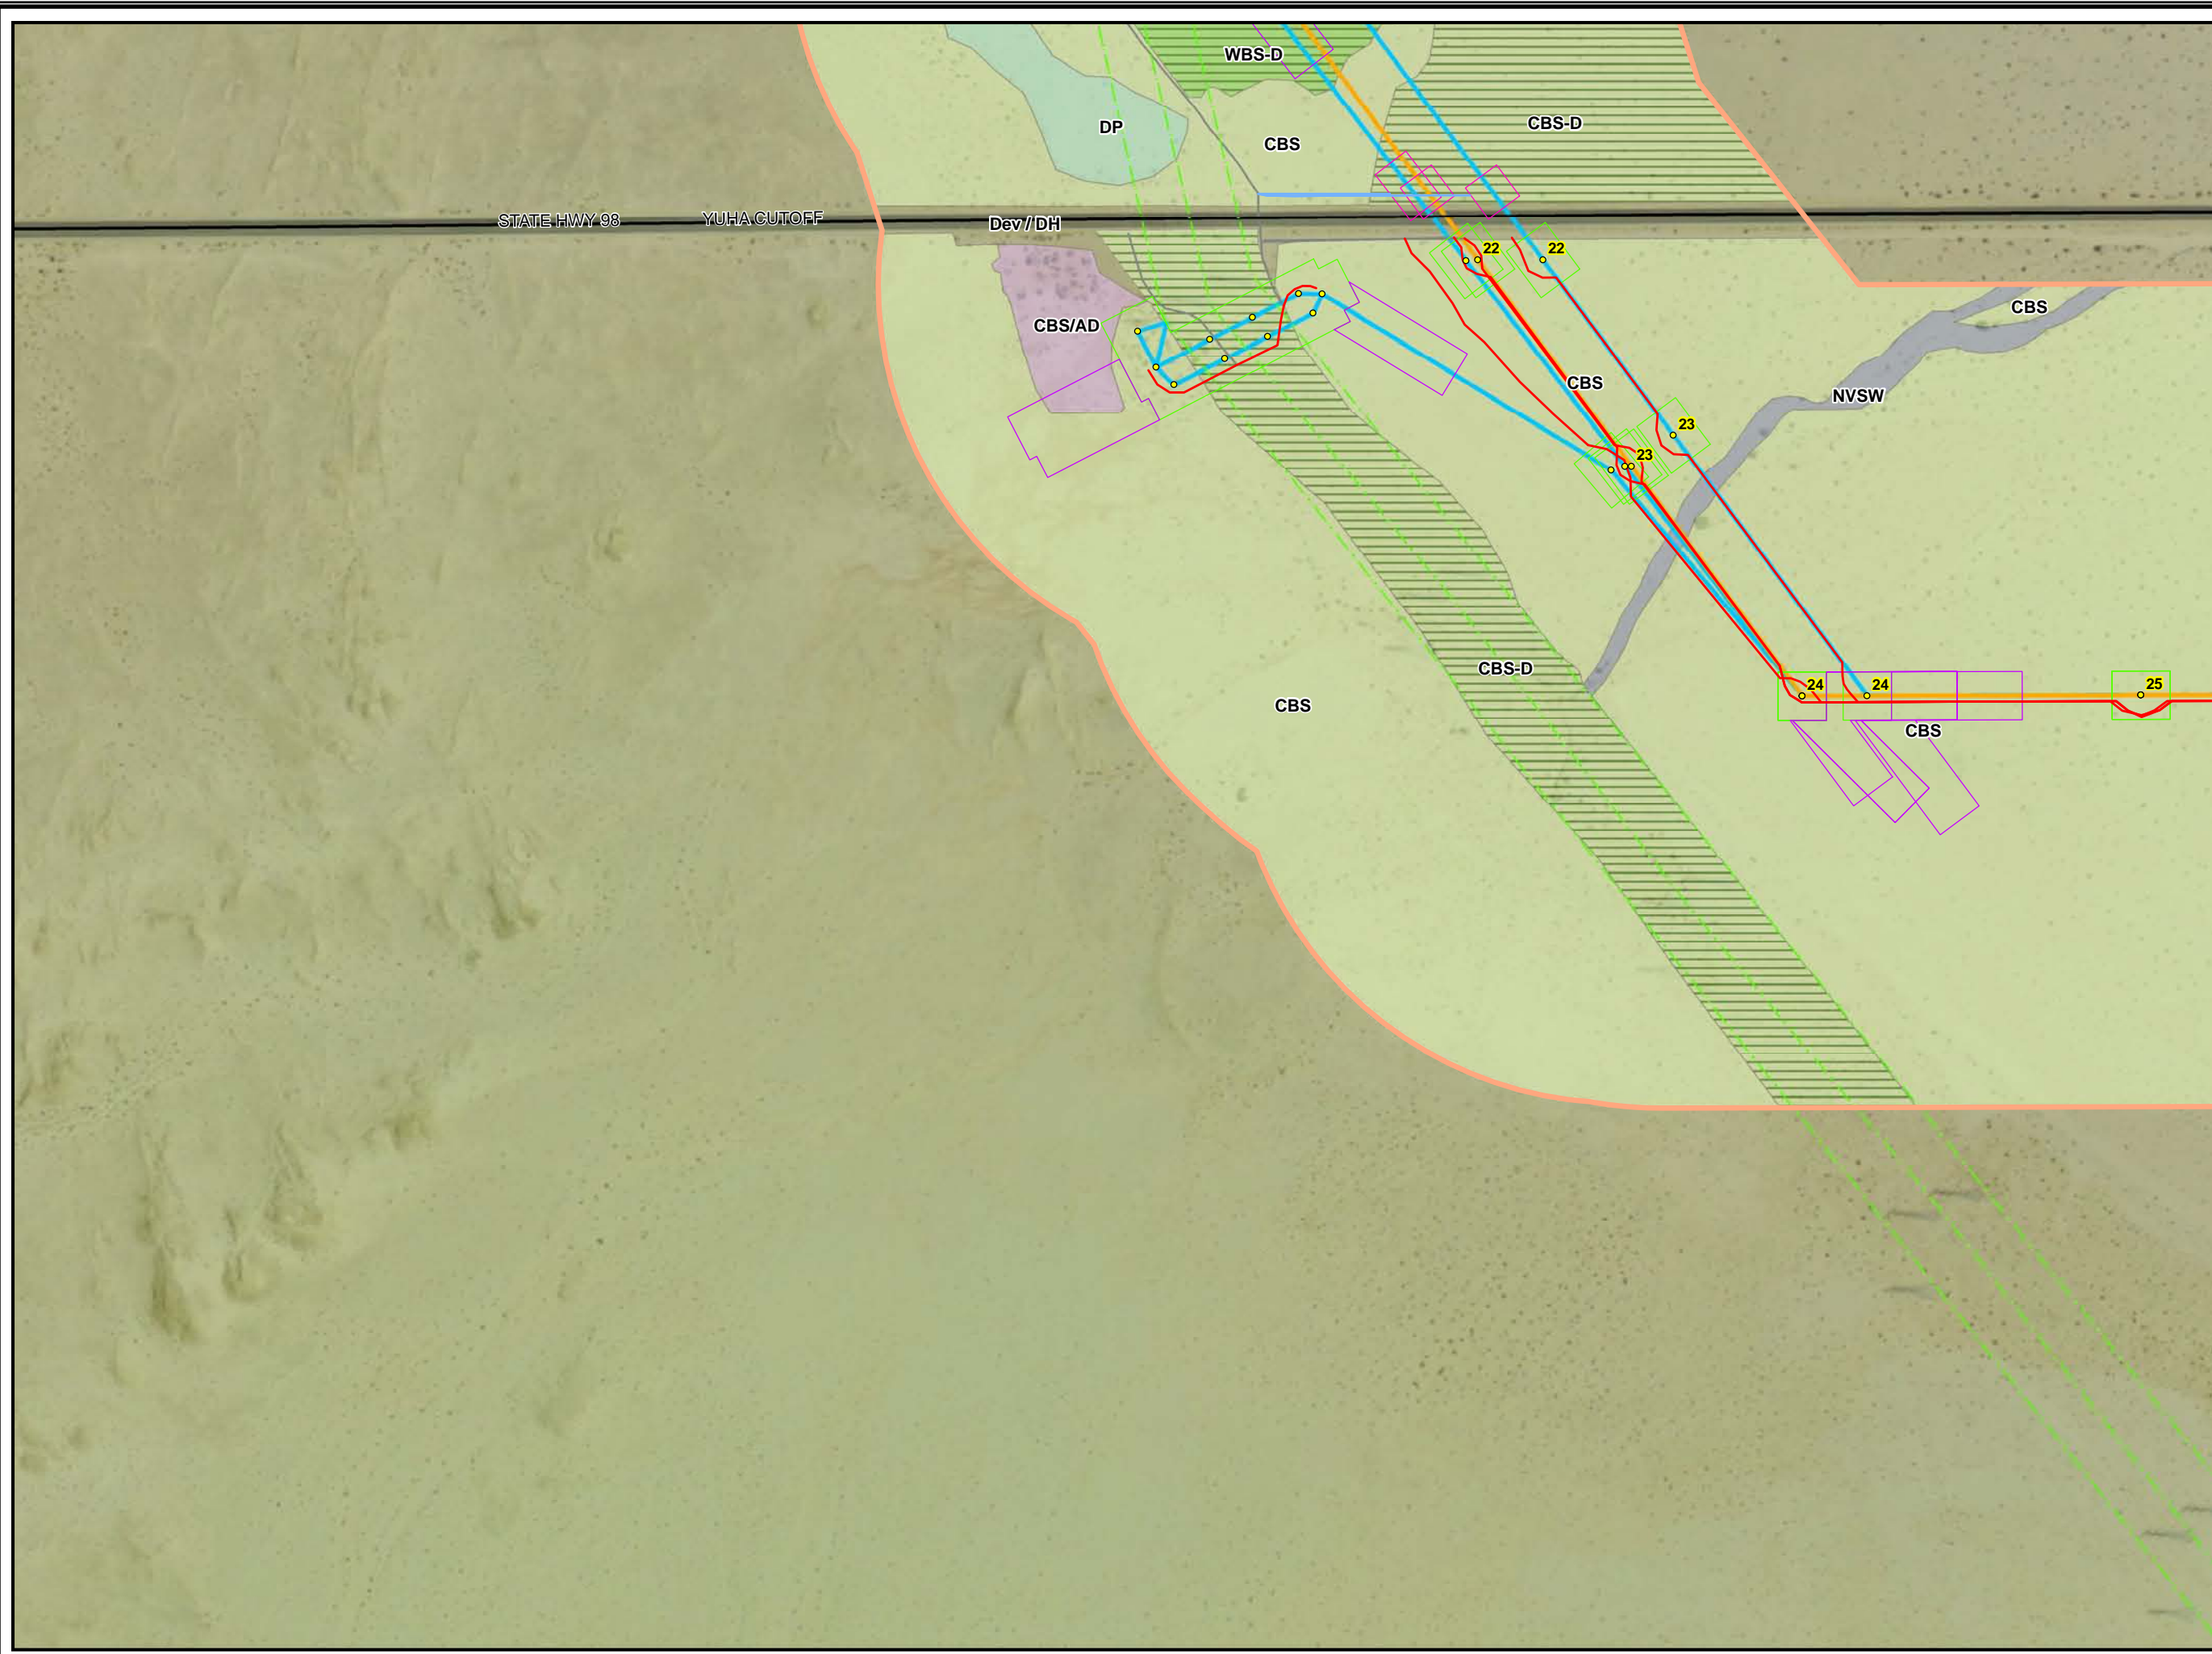 WBS-D
DP
CBS
CBS-D
STATE HWY 98
YUHA CUTOFF
Dev / DH
22
22
CBS
CBS/AD
CBS
NVSW
23
23
CBS-D
24
24
25
CBS
CBS